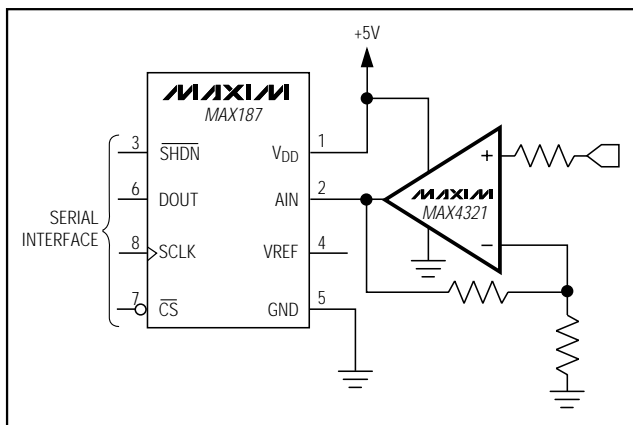 +5V
MAXIM
MAX187
3
SHDN
6
DOUT
8
SCLK
7
CS
SERIAL
INTERFACE
1
VDD
2
AIN
4
VREF
5
GND
+
MAXIM
MAX4321
−